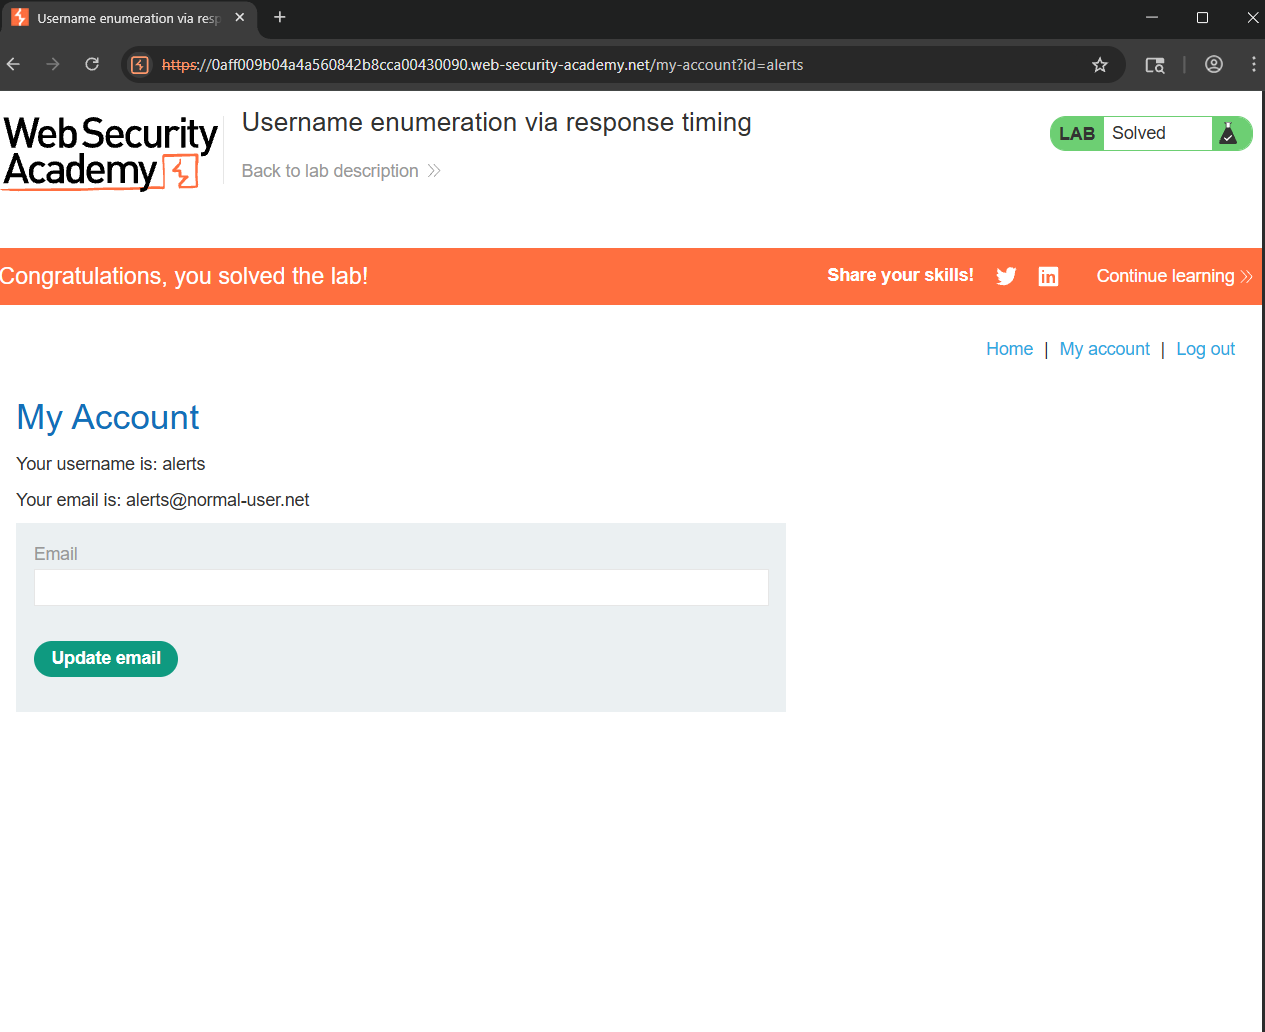 Username enumeration via resp
https://0aff009b04a4a560842b8cca00430090.web-security-academy.net/my-account?id=alerts
Web Security
Academy
Username enumeration via response timing
Back to lab description
LAB Solved
Congratulations, you solved the lab!
Share your skills!
Continue learning
Home | My account | Log out
My Account
Your username is: alerts
Your email is: alerts@normal-user.net
Email
Update email